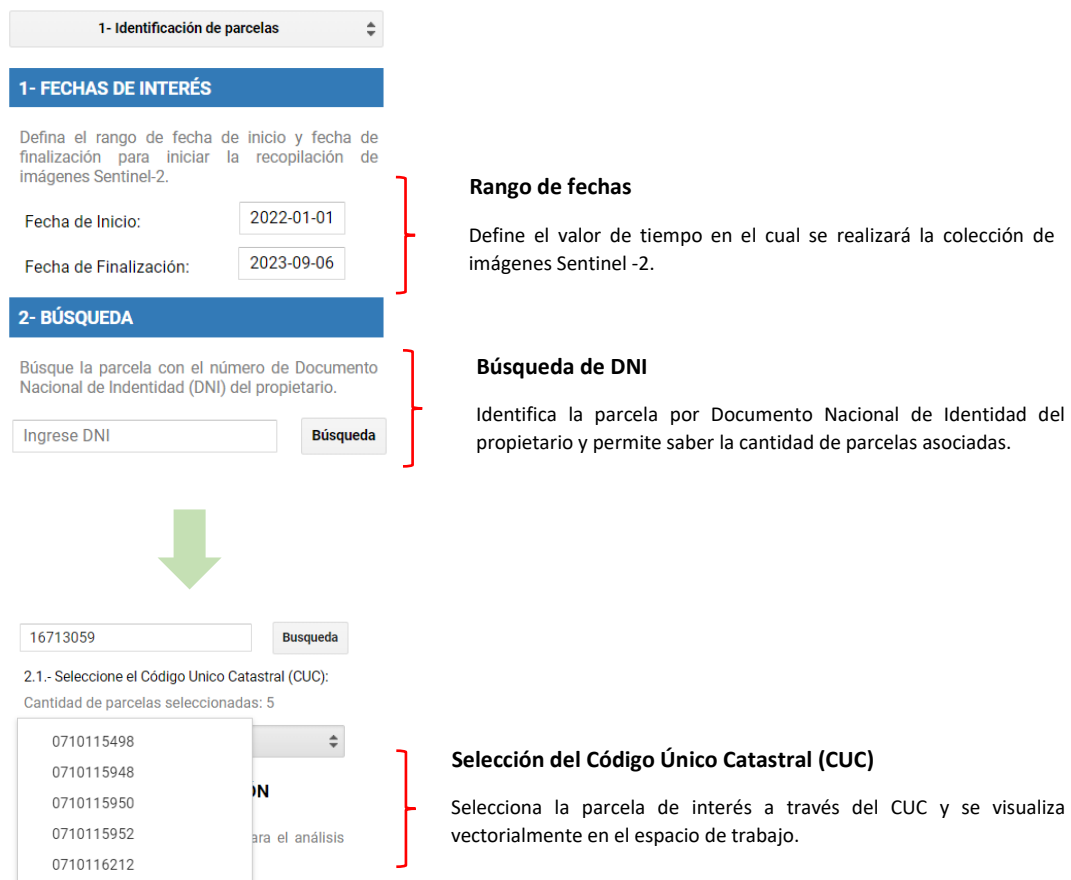 1- Identificación de parcelas
1- FECHAS DE INTERÉS
Defina el rango de fecha de inicio y fecha de
finalización para iniciar la recopilación de
imágenes Sentinel-2.
Fecha de Inicio: 2022-01-01
Fecha de Finalización: 2023-09-06
Rango de fechas
Define el valor de tiempo en el cual se realizará la colección de
imágenes Sentinel -2.
2- BÚSQUEDA
Búsque la parcela con el número de Documento
Nacional de Indentidad (DNI) del propietario.
Ingrese DNI Búsqueda
Búsqueda de DNI
Identifica la parcela por Documento Nacional de Identidad del
propietario y permite saber la cantidad de parcelas asociadas.
16713059 Busqueda
2.1.- Seleccione el Código Unico Catastral (CUC):
Cantidad de parcelas seleccionadas: 5
0710115498
0710115948
0710115950
0710115952
0710116212
ÓN
ara el análisis
Selección del Código Único Catastral (CUC)
Selecciona la parcela de interés a través del CUC y se visualiza
vectorialmente en el espacio de trabajo.